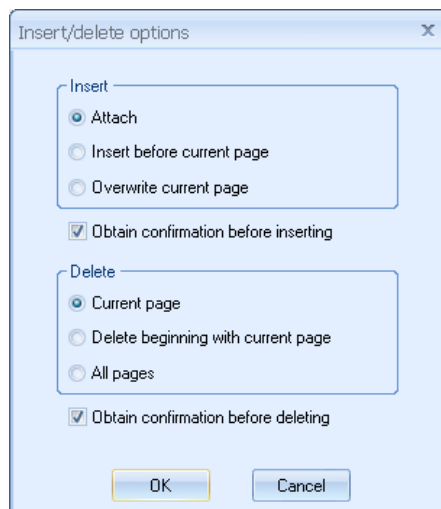 Insert/delete options
Insert
Attach
Insert before current page
Overwrite current page
Obtain confirmation before inserting
Delete
Current page
Delete beginning with current page
All pages
Obtain confirmation before deleting
OK
Cancel